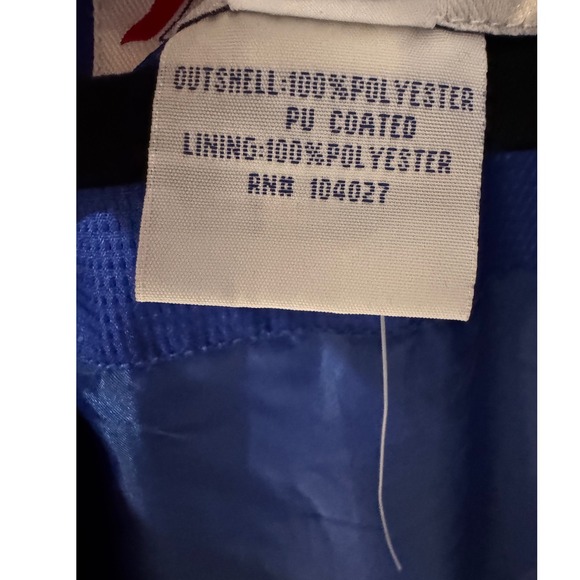 OUTSHELL:100%POLYESTER
PU COATED
LINING:100%POLYESTER
RN# 104027